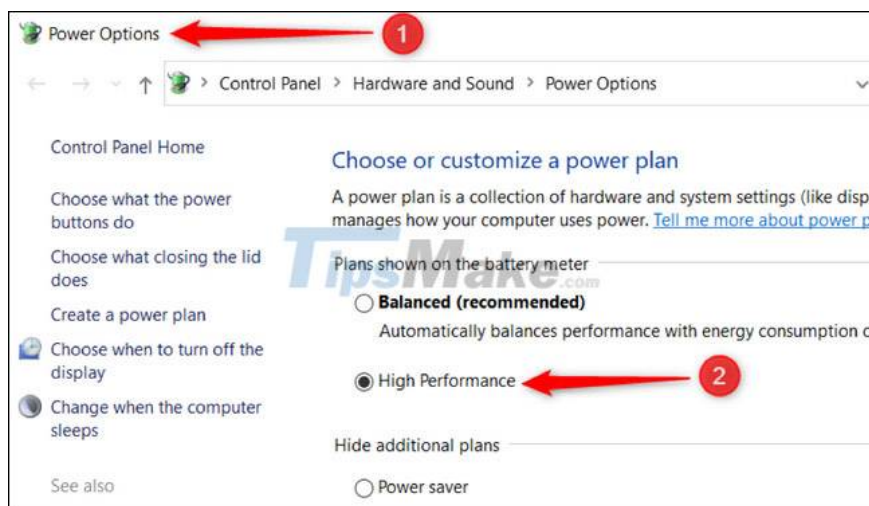 Power Options
1
Control Panel > Hardware and Sound > Power Options
Control Panel Home
Choose what the power
buttons do
Choose what closing the lid
does
Create a power plan
Choose when to turn off the
display
Change when the computer
sleeps
See also
Choose or customize a power plan
A power plan is a collection of hardware and system settings (like disp
manages how your computer uses power. Tell me more about power p
TipsMake.com
Plans shown on the battery meter
Balanced (recommended)
Automatically balances performance with energy consumption o
High Performance
2
Hide additional plans
Power saver